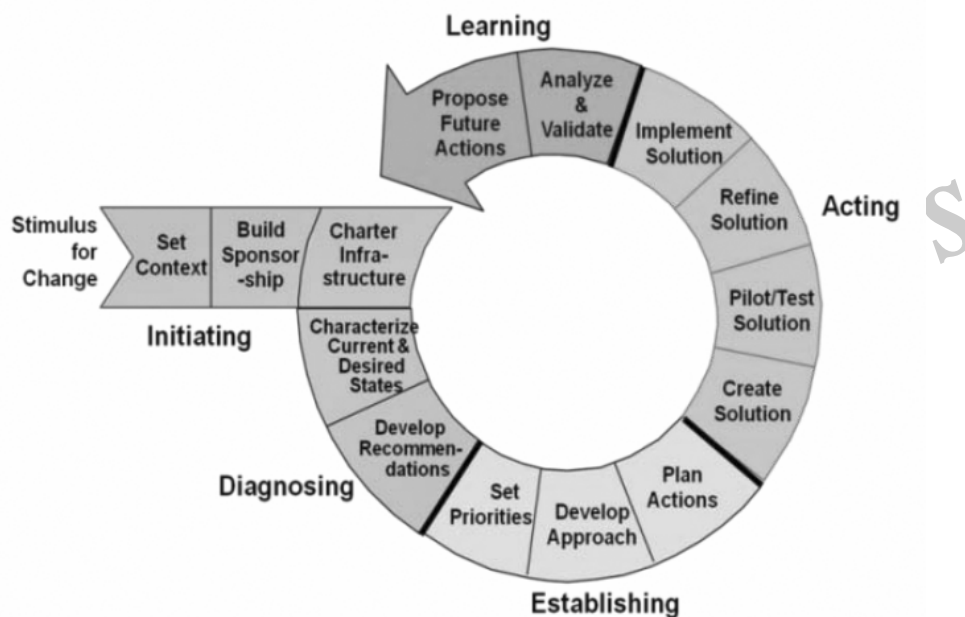 Learning
Propose
Future
Actions
Analyze
&
Validate
Implement
Solution
Refine
Solution
Acting
Pilot/Test
Solution
Create
Solution
Stimulus
for
Change
Set
Context
Build
Sponsor
-ship
Charter
Infra-
structure
Initiating
Characterize
Current &
Desired
States
Develop
Recommen-
dations
Diagnosing
Set
Priorities
Develop
Approach
Plan
Actions
Establishing
S